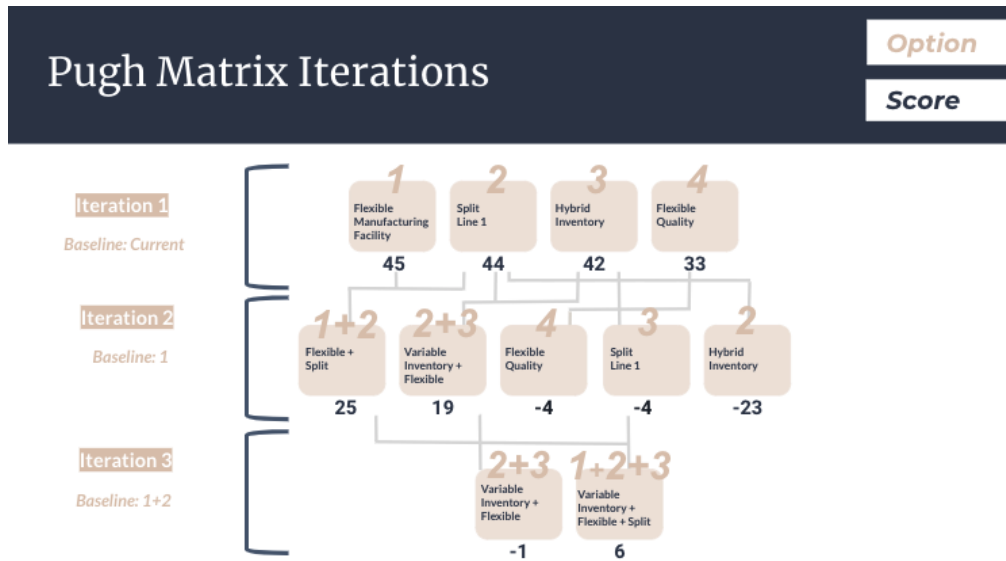 Pugh Matrix Iterations
Option
Score
Iteration 1
Baseline: Current
1
Flexible
Manufacturing
Facility
45
2
Split
Line 1
44
3
Hybrid
Inventory
42
4
Flexible
Quality
33
Iteration 2
Baseline: 1
1+2
Flexible +
Split
25
2+3
Variable
Inventory +
Flexible
19
4
Flexible
Quality
-4
3
Split
Line 1
-4
2
Hybrid
Inventory
-23
Iteration 3
Baseline: 1+2
2+3
Variable
Inventory +
Flexible
-1
1+2+3
Variable
Inventory +
Flexible + Split
6